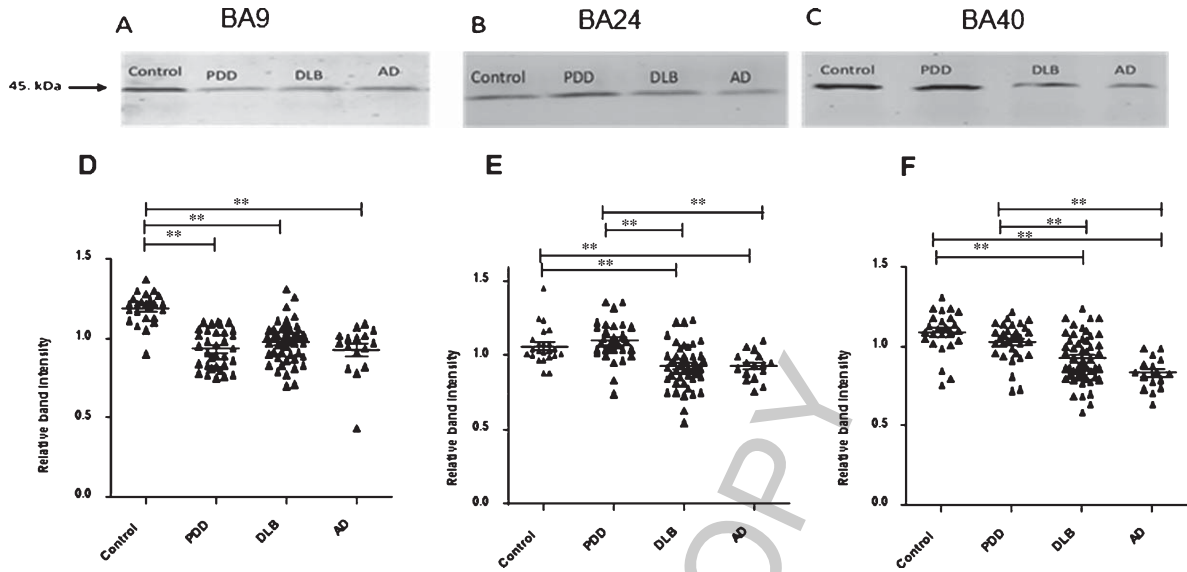 A BA9
B BA24
C BA40
Control PDD DLB AD
Control PDD DLB AD
Control PDD DLB AD
45. kDa
D
E
F
**
**
**
**
**
**
**
**
**
**
**
Relative band intensity
1.5
1.0
0.5
0.0
Control PDD DLB AD
Relative band intensity
1.5
1.0
0.5
0.0
Control PDD DLB AD
Relative band intensity
1.5
1.0
0.5
0.0
Control PDD DLB AD
OPY